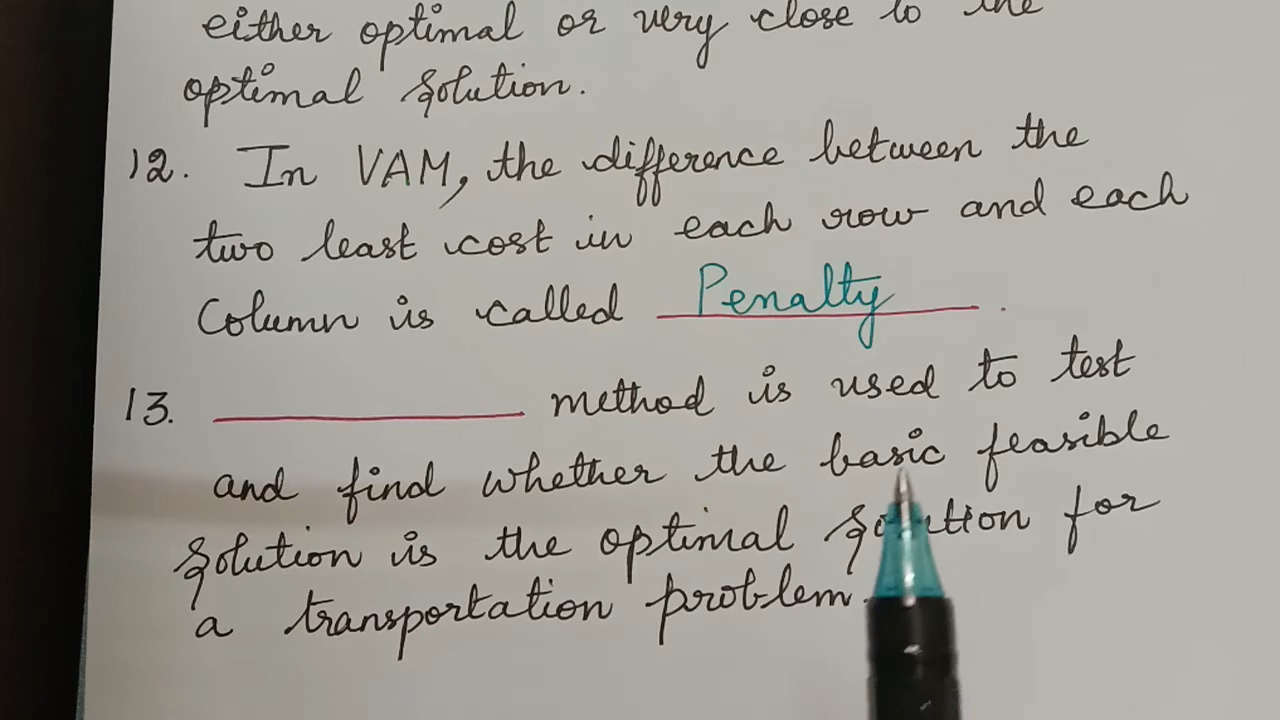 either optimal or very close to the
optimal solution.
12. In VAM, the difference between the
two least cost in each row and each
Column is called Penalty.
13. __________ method is used to test
and find whether the basic feasible
solution is the optimal solution for
a transportation problem.